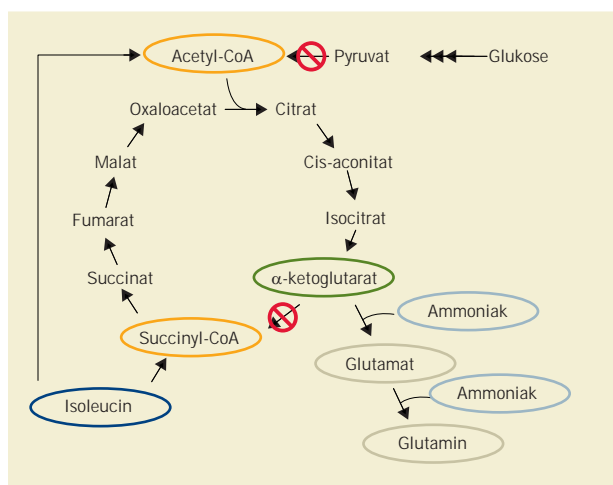 Acetyl-CoA
Pyruvat
Glukose
Oxaloacetat
Citrat
Malat
Cis-aconitat
Fumarat
Isocitrat
Succinat
α-ketoglutarat
Ammoniak
Succinyl-CoA
Glutamat
Isoleucin
Ammoniak
Glutamin